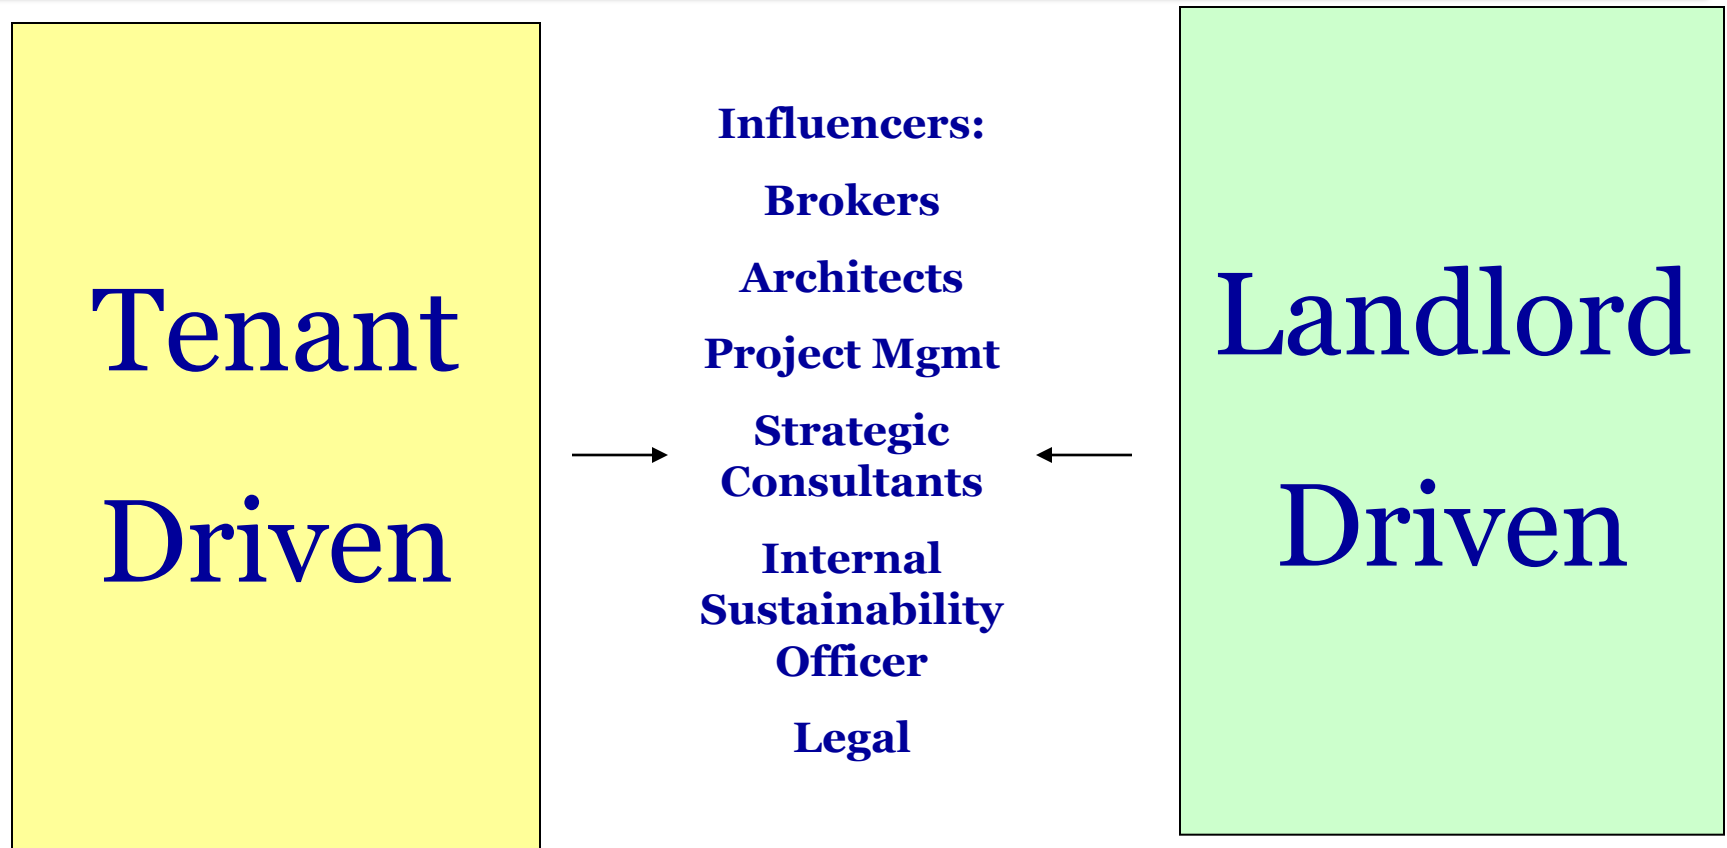 Tenant
Driven
Influencers:
Brokers
Architects
Project Mgmt
Strategic
Consultants
Internal
Sustainability
Officer
Legal
Landlord
Driven